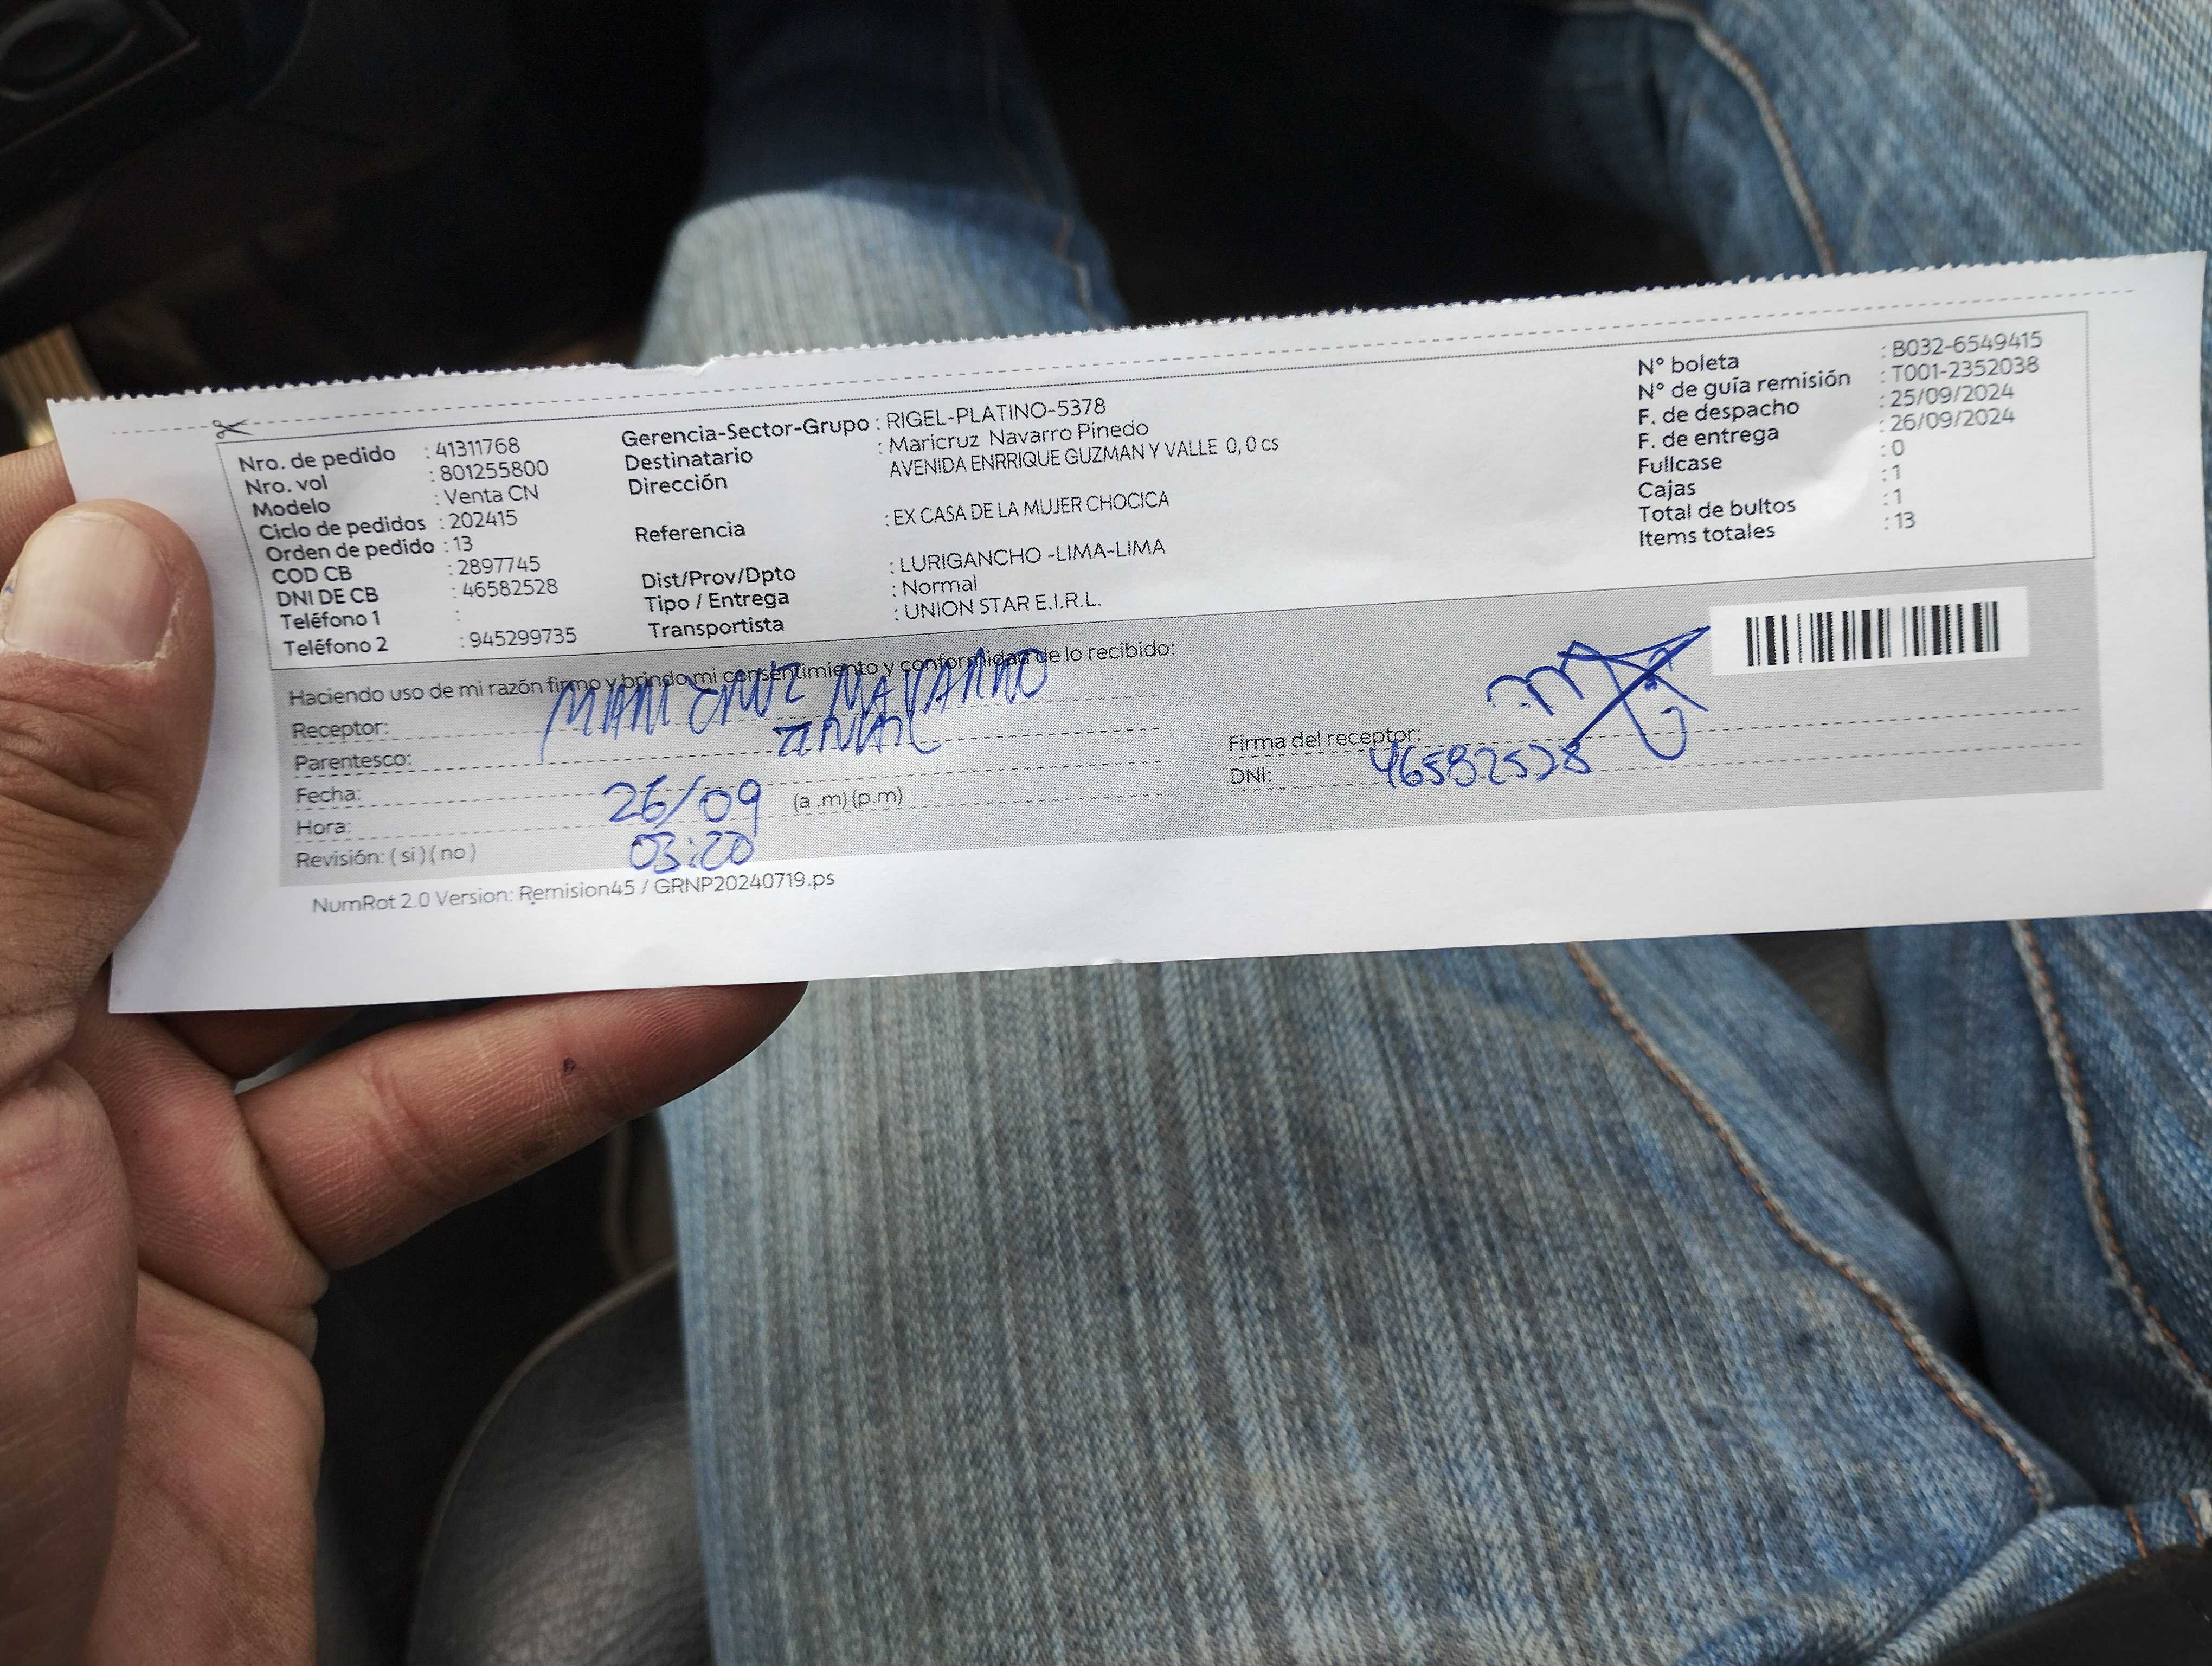 Nro. de pedido : 41311768
Nro. vol : 801255800
Modelo : Venta CN
Ciclo de pedidos : 202415
Orden de pedido : 13
COD CB : 2897745
DNI DE CB : 46582528
Teléfono 1 :
Teléfono 2 : 945299735
Gerencia-Sector-Grupo : RIGEL-PLATINO-5378
Destinatario : Maricruz Navarro Pinedo
Dirección AVENIDA ENRRIQUE GUZMAN Y VALLE 0, 0 cs
Referencia : EX CASA DE LA MUJER CHOCICA
Dist/Prov/Dpto : LURIGANCHO -LIMA-LIMA
Tipo / Entrega : Normal
Transportista : UNION STAR E.I.R.L.
N° boleta : B032-6549415
N° de guía remisión : T001-2352038
F. de despacho : 25/09/2024
F. de entrega : 26/09/2024
Fullcase : 0
Cajas : 1
Total de bultos : 1
Items totales : 13
Haciendo uso de mi razón firmo y brindo mi consentimiento y conformidad de lo recibido:
Receptor: MARICRUZ NAVARRO
Parentesco:
Fecha: 26/09
Hora: 03:20 (a .m) (p.m)
Revisión: ( si ) ( no )
Firma del receptor:
DNI: 46582528
NumRot 2.0 Version: Remision45 / GRNP20240719.ps